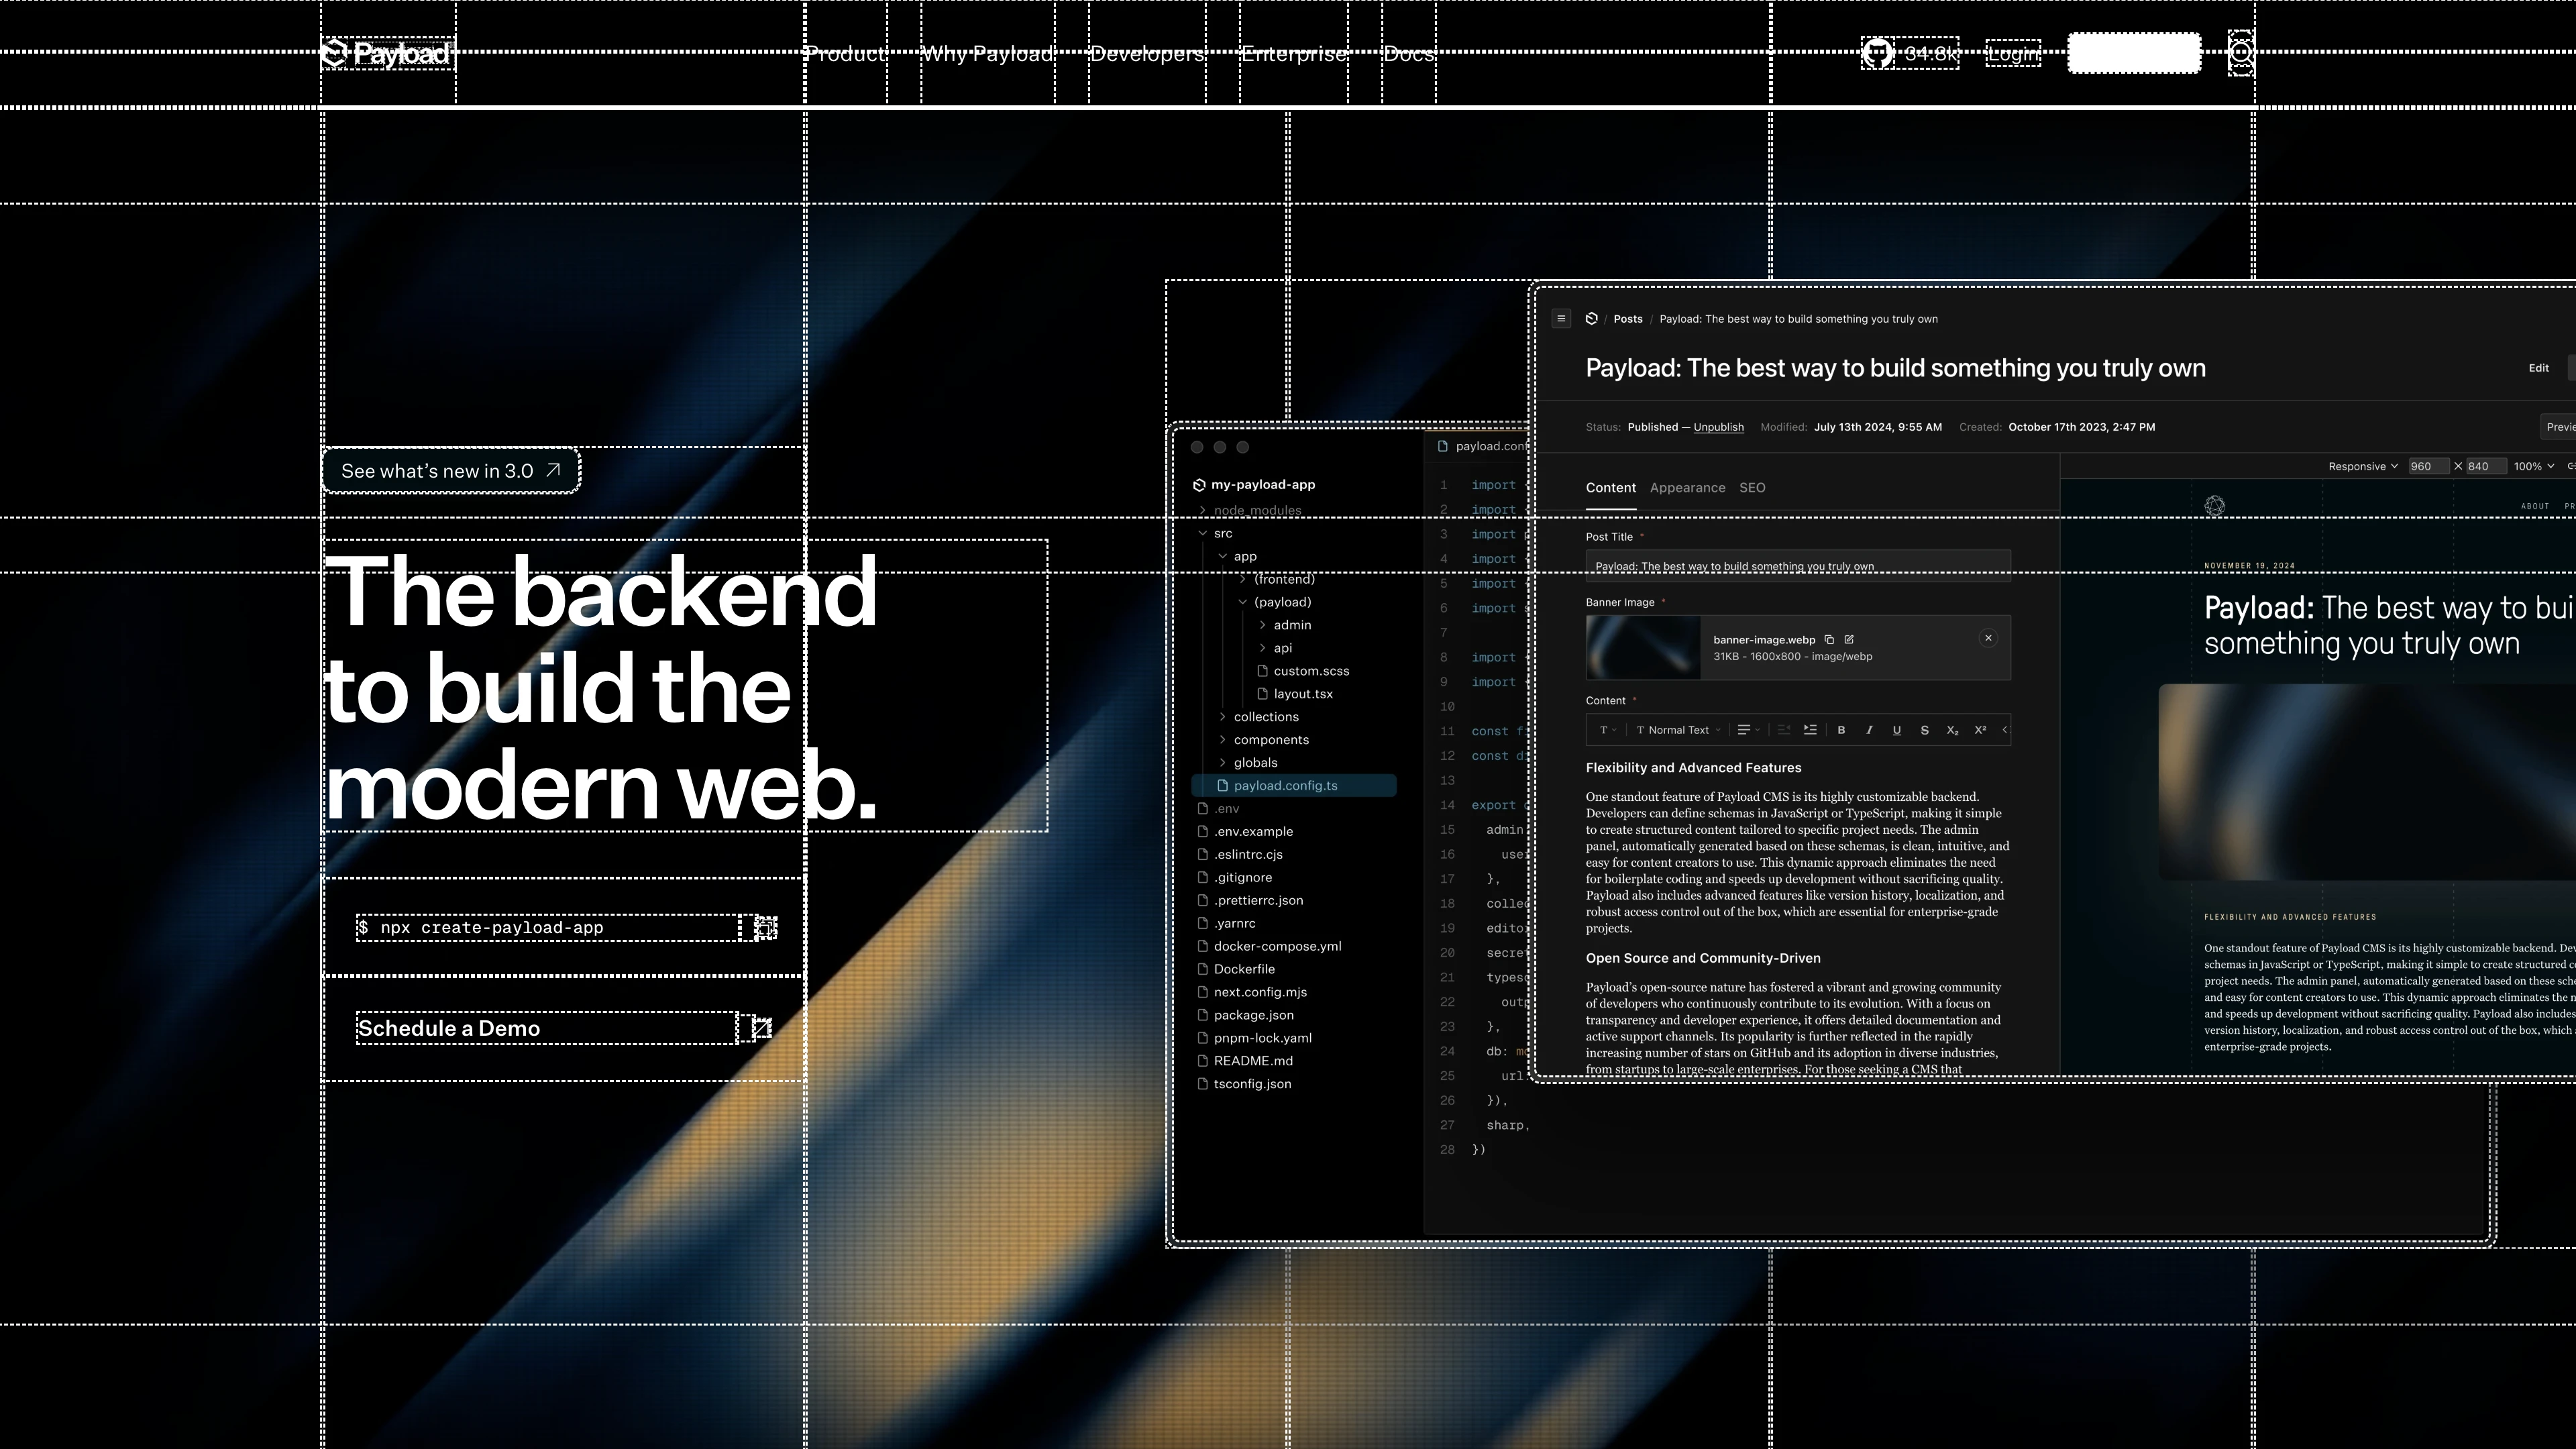 Payload
Product
Why Payload
Developers
Enterprise
Docs
34.8k
Login
See what's new in 3.0
The backend
to build the
modern web.
$ npx create-payload-app
Schedule a Demo
my-payload-app
node_modules
src
app
(frontend)
(payload)
admin
api
custom.scss
layout.tsx
collections
components
globals
payload.config.ts
.env
.env.example
.eslintrc.cjs
.gitignore
.prettierrc.json
.yarnrc
docker-compose.yml
Dockerfile
next.config.mjs
package.json
pnpm-lock.yaml
README.md
tsconfig.json
payload.conf
1 import {
2 import {
3 import
4 import {
5 import {
6 import
7
8 import {
9 import {
10
11 const
12 const
13
14 export
15 admin
16 use
17 },
18 colle
19 edito
20 secre
21 types
22 out
23 },
24 db:
25 url:
26 }),
27 sharp,
28 })
/ Posts / Payload: The best way to build something you truly own
Payload: The best way to build something you truly own
Edit
Status: Published — Unpublish Modified: July 13th 2024, 9:55 AM Created: October 17th 2023, 2:47 PM
Previe
Content Appearance SEO
Post Title *
Payload: The best way to build something you truly own
Banner Image *
banner-image.webp
31KB - 1600x800 - image/webp
Content *
T T Normal Text B I U S X₂ X²
Flexibility and Advanced Features
One standout feature of Payload CMS is its highly customizable backend.
Developers can define schemas in JavaScript or TypeScript, making it simple
to create structured content tailored to specific project needs. The admin
panel, automatically generated based on these schemas, is clean, intuitive, and
easy for content creators to use. This dynamic approach eliminates the need
for boilerplate coding and speeds up development without sacrificing quality.
Payload also includes advanced features like version history, localization, and
robust access control out of the box, which are essential for enterprise-grade
projects.
Open Source and Community-Driven
Payload's open-source nature has fostered a vibrant and growing community
of developers who continuously contribute to its evolution. With a focus on
transparency and developer experience, it offers detailed documentation and
active support channels. Its popularity is further reflected in the rapidly
increasing number of stars on GitHub and its adoption in diverse industries,
from startups to large-scale enterprises. For those seeking a CMS that
Responsive 960 × 840 100%
ABOUT PR
NOVEMBER 19, 2024
Payload: The best way to bui
something you truly own
FLEXIBILITY AND ADVANCED FEATURES
One standout feature of Payload CMS is its highly customizable backend. Dev
schemas in JavaScript or TypeScript, making it simple to create structured c
project needs. The admin panel, automatically generated based on these sche
and easy for content creators to use. This dynamic approach eliminates the n
and speeds up development without sacrificing quality. Payload also includes
version history, localization, and robust access control out of the box, which
enterprise-grade projects.